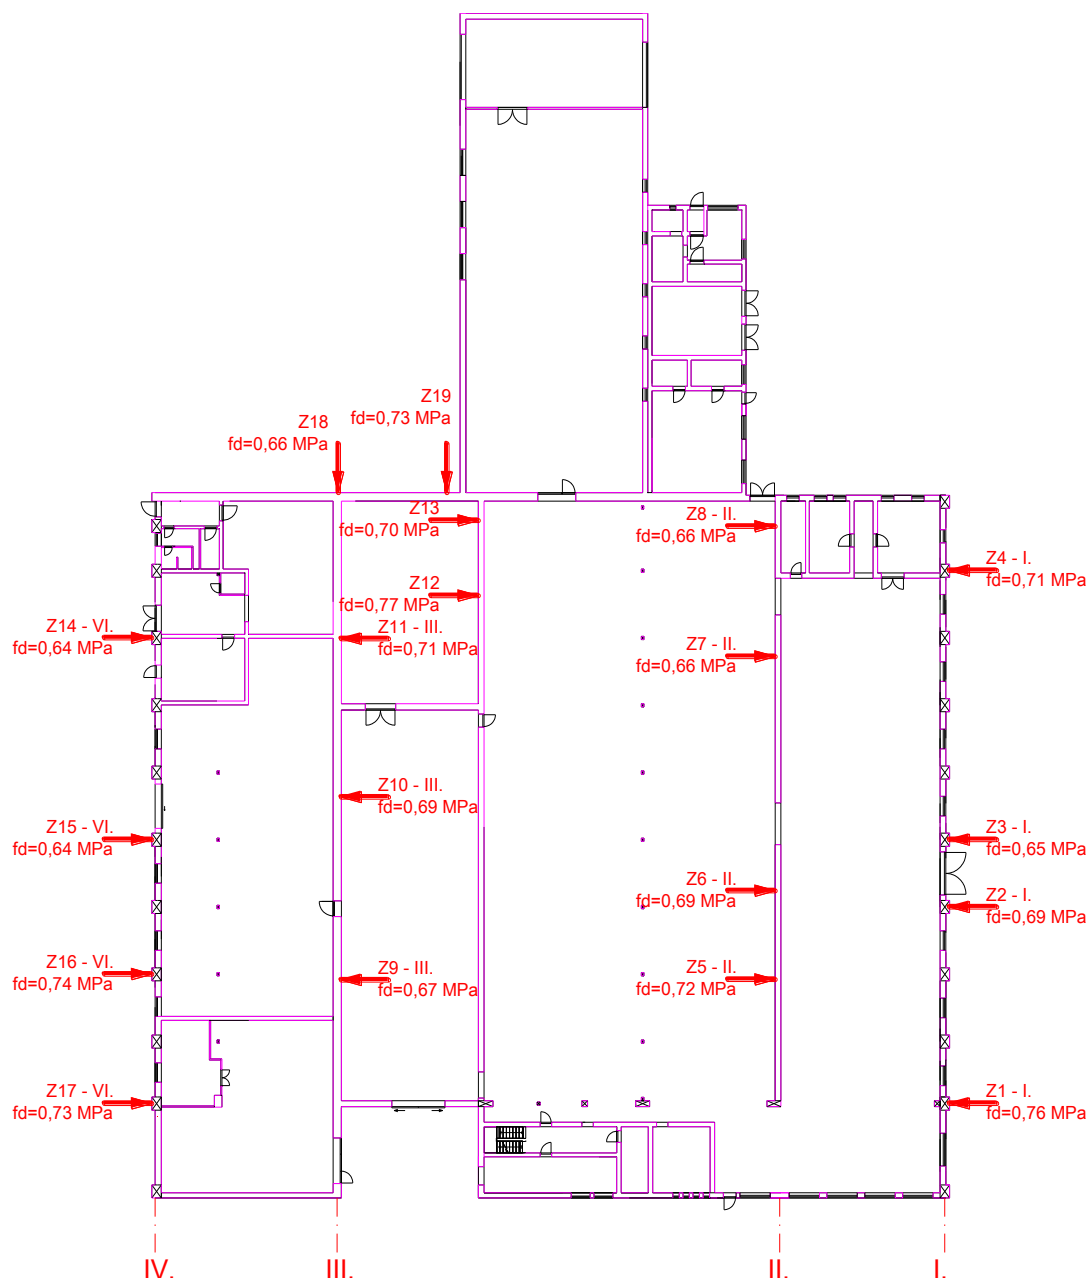 Z19
fd=0,73 MPa
Z18
fd=0,66 MPa
Z13
fd=0,70 MPa
Z8 - II.
fd=0,66 MPa
Z4 - I.
fd=0,71 MPa
Z12
fd=0,77 MPa
Z14 - VI.
fd=0,64 MPa
Z11 - III.
fd=0,71 MPa
Z7 - II.
fd=0,66 MPa
Z10 - III.
fd=0,69 MPa
Z15 - VI.
fd=0,64 MPa
Z3 - I.
fd=0,65 MPa
Z6 - II.
fd=0,69 MPa
Z2 - I.
fd=0,69 MPa
Z16 - VI.
fd=0,74 MPa
Z9 - III.
fd=0,67 MPa
Z5 - II.
fd=0,72 MPa
Z17 - VI.
fd=0,73 MPa
Z1 - I.
fd=0,76 MPa
IV.
III.
II.
I.